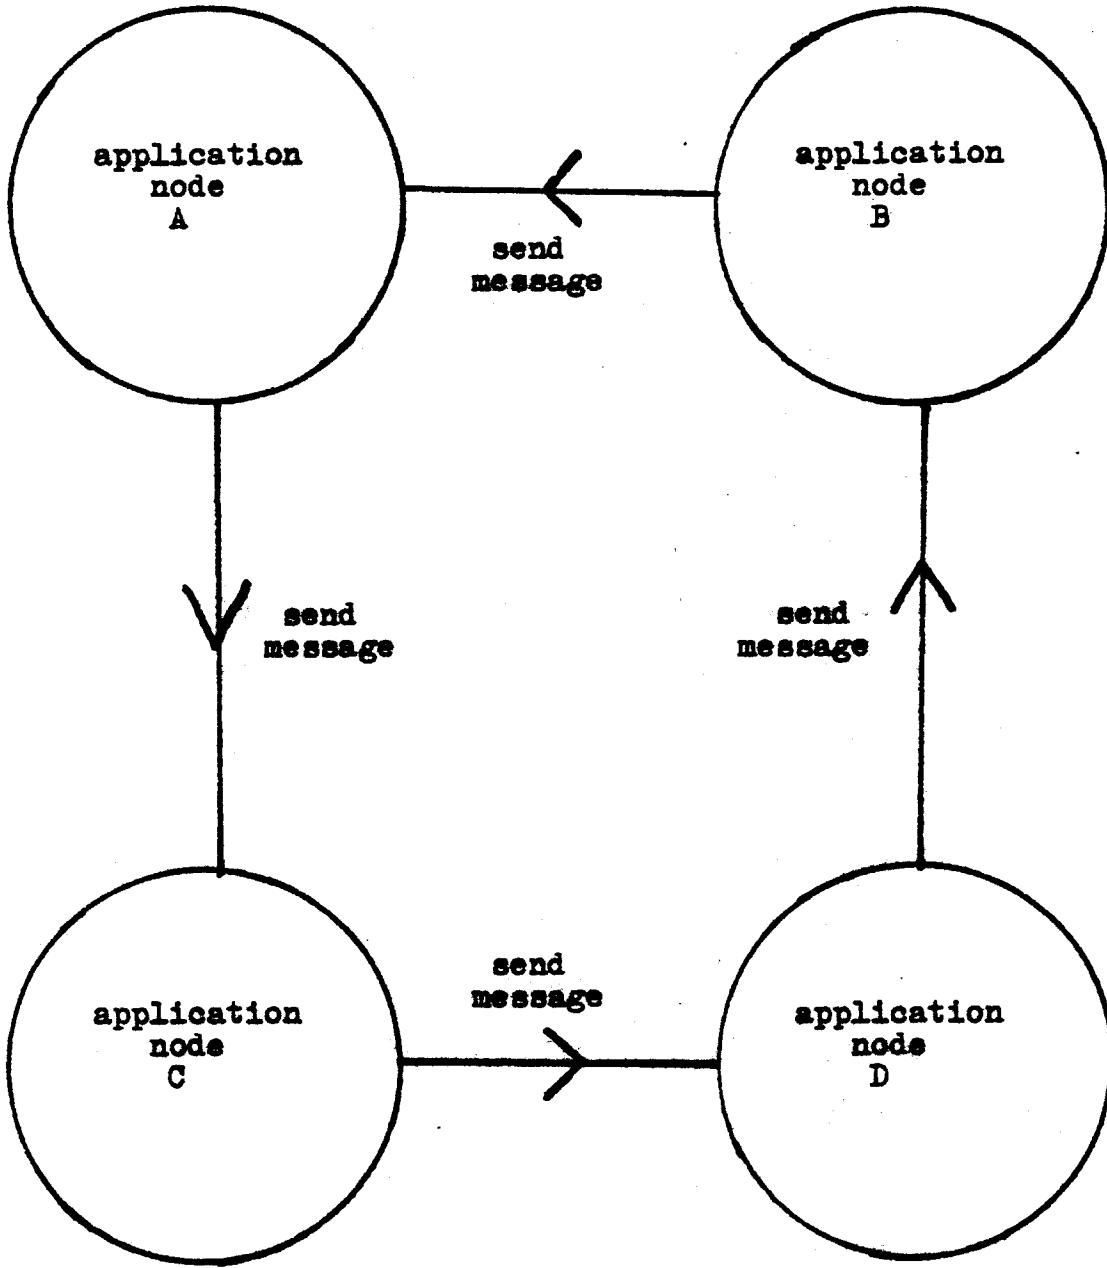 application
node
A
application
node
B
send
message
send
message
send
message
send
message
application
node
C
application
node
D